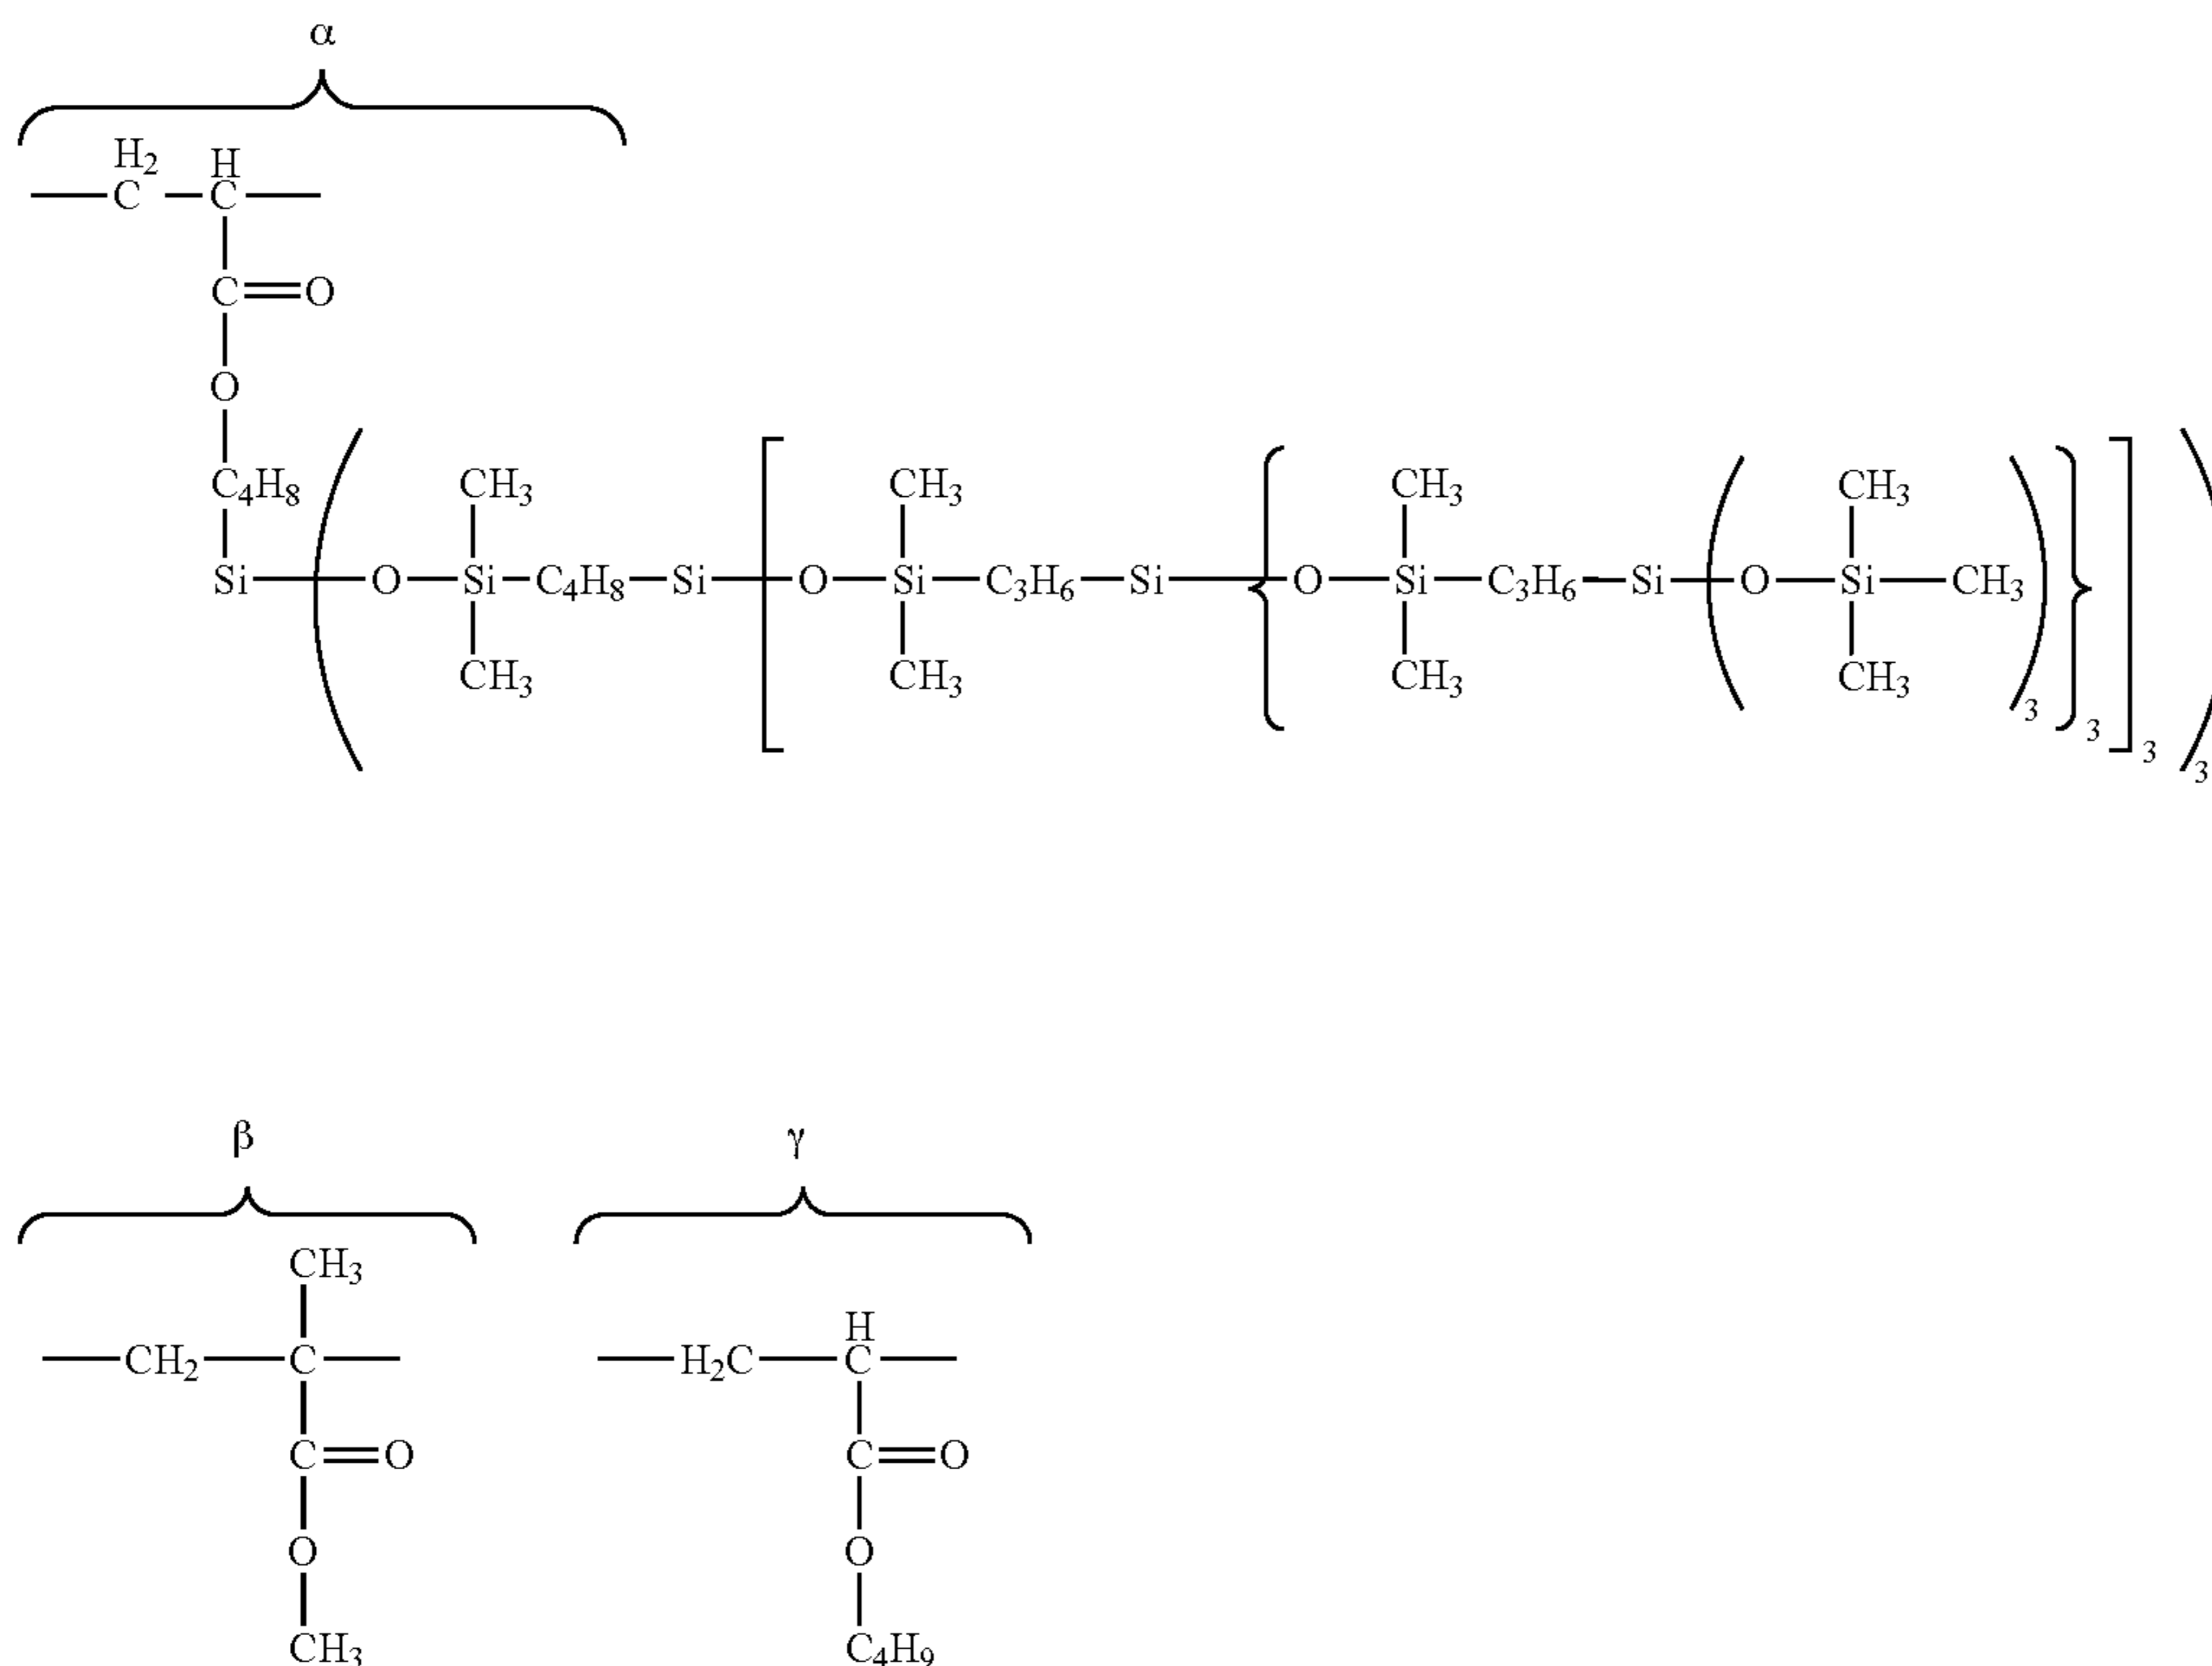 α
H2 H
C C
C O
O
C4H8 CH3 CH3 CH3 CH3
Si O Si C4H8 Si O Si C3H6 Si O Si C3H6 Si O Si CH3
CH3 CH3 CH3 CH3
3 3 3 3
β γ
CH3
H
CH2 C H2C C
C O C O
O O
CH3 C4H9